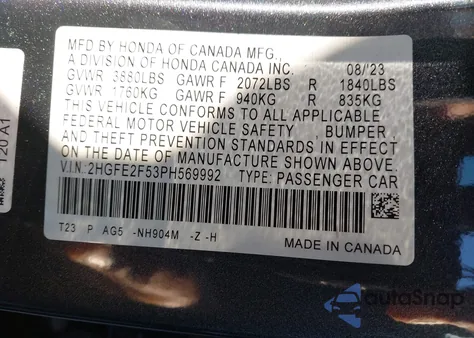 MFD BY HONDA OF CANADA MFG.,
A DIVISION OF HONDA CANADA INC. 08/'23
GVWR 3880LBS GAWR F 2072LBS R 1840LBS
GVWR 1760KG GAWR F 940KG R 835KG
THIS VEHICLE CONFORMS TO ALL APPLICABLE
FEDERAL MOTOR VEHICLE SAFETY , BUMPER,
AND THEFT PREVENTION STANDARDS IN EFFECT
ON THE DATE OF MANUFACTURE SHOWN ABOVE.
V.I.N.:2HGFE2F53PH569992 TYPE: PASSENGER CAR
T23 P AG5 -NH904M -Z -H
MADE IN CANADA
120 A1
autoSnap